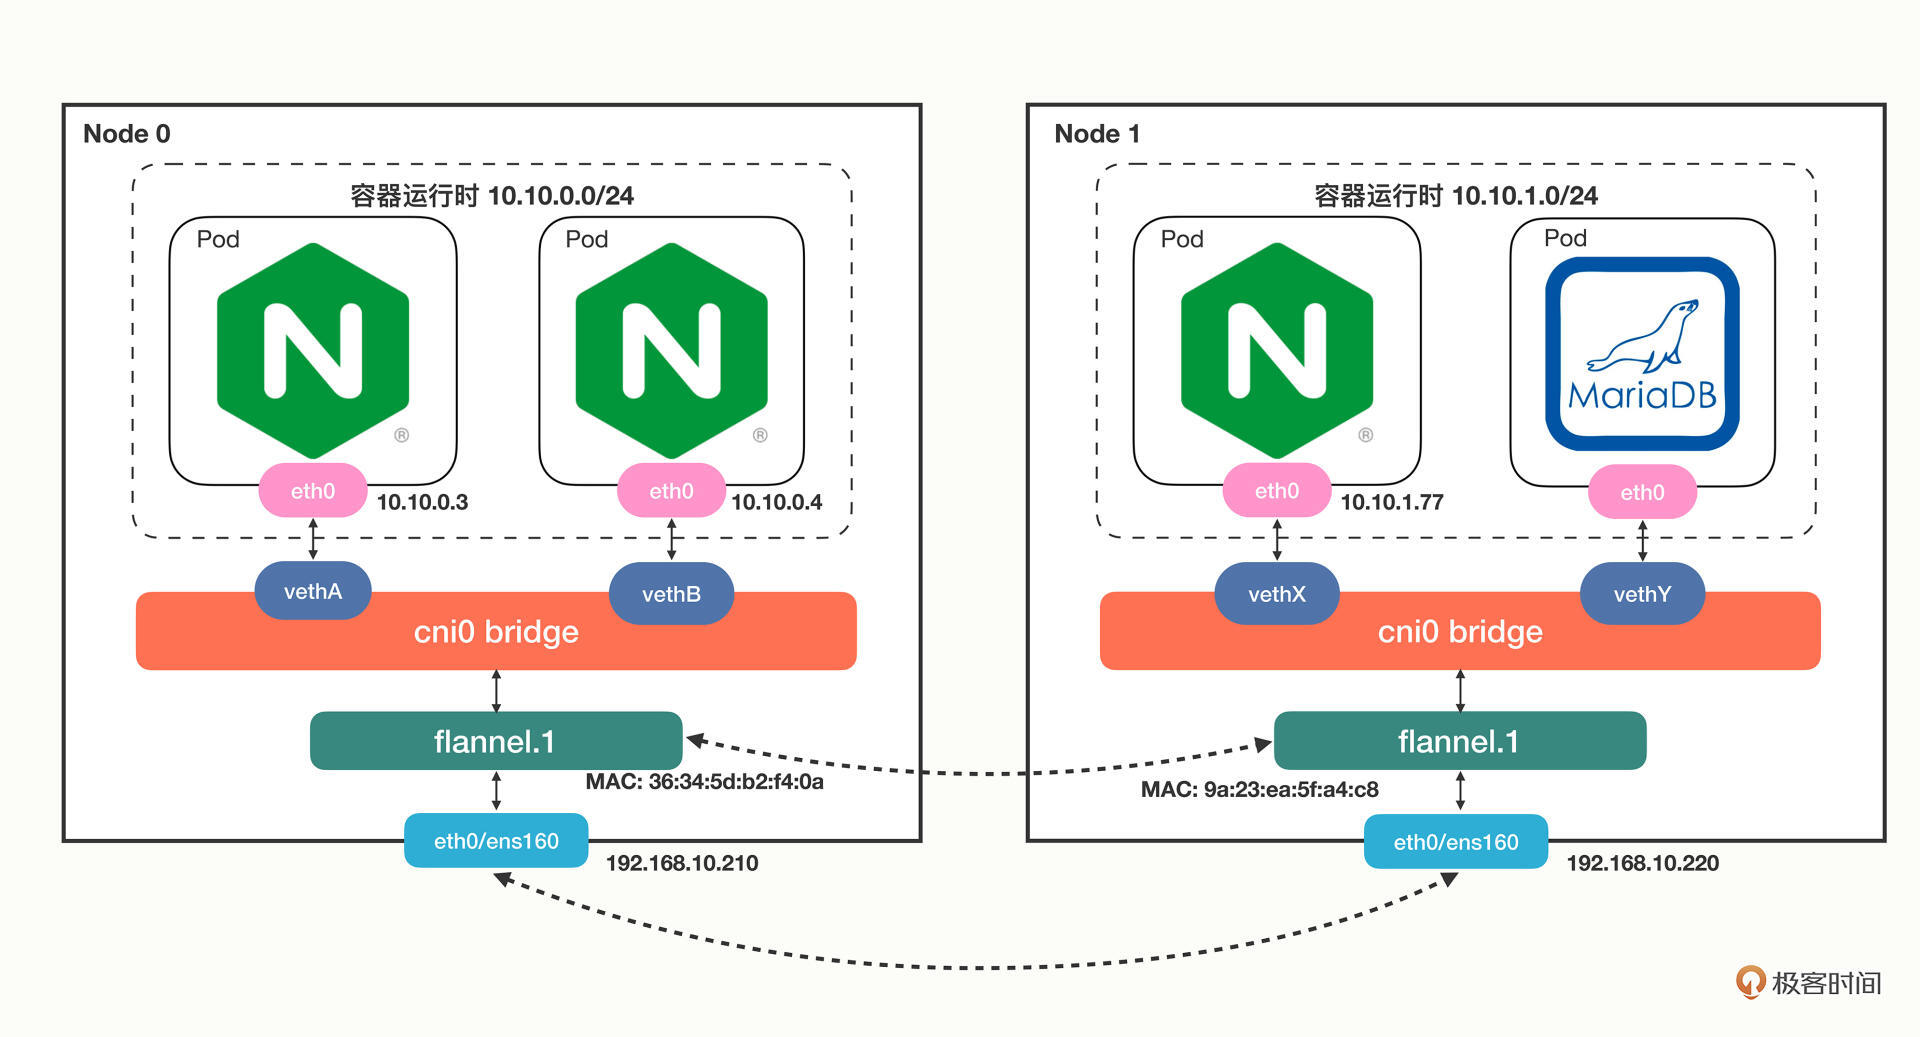 Node 0
容器运行时 10.10.0.0/24
Pod
Pod
N
®
N
®
eth0
10.10.0.3
eth0
10.10.0.4
vethA
vethB
cni0 bridge
flannel.1
MAC: 36:34:5d:b2:f4:0a
eth0/ens160
192.168.10.210
Node 1
容器运行时 10.10.1.0/24
Pod
Pod
N
®
MariaDB
eth0
10.10.1.77
eth0
vethX
vethY
cni0 bridge
flannel.1
MAC: 9a:23:ea:5f:a4:c8
eth0/ens160
192.168.10.220
极客时间